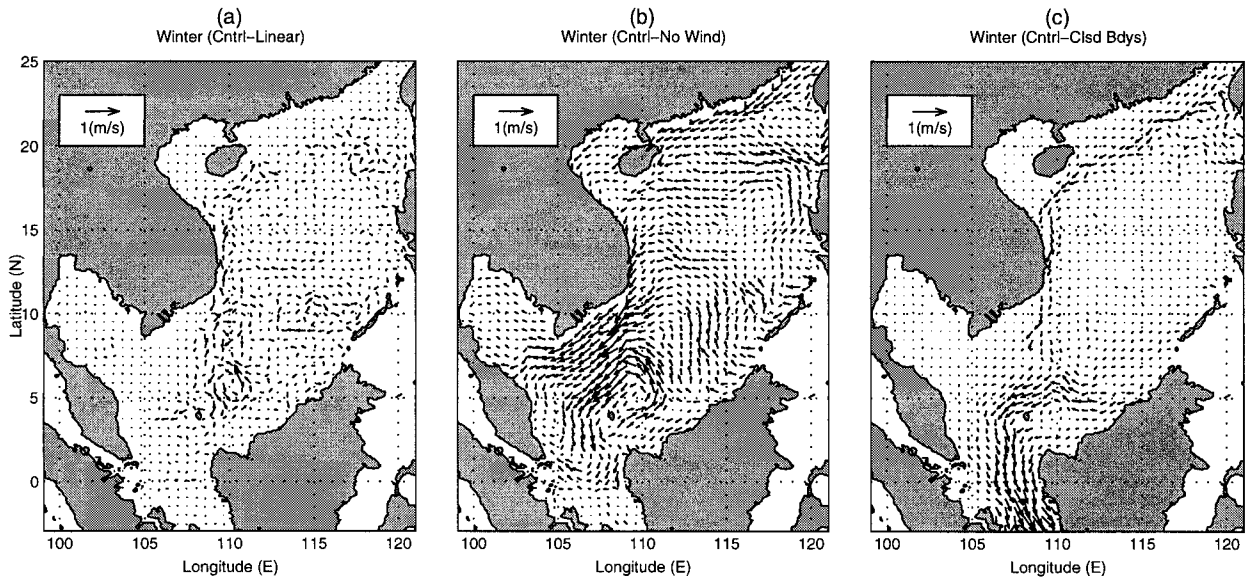 (a)
Winter (Cntrl−Linear)
1(m/s)
25
20
15
10
5
0
Latitude (N)
100
105
110
115
120
Longitude (E)
(b)
Winter (Cntrl−No Wind)
1(m/s)
100
105
110
115
120
Longitude (E)
(c)
Winter (Cntrl−Clsd Bdys)
1(m/s)
100
105
110
115
120
Longitude (E)